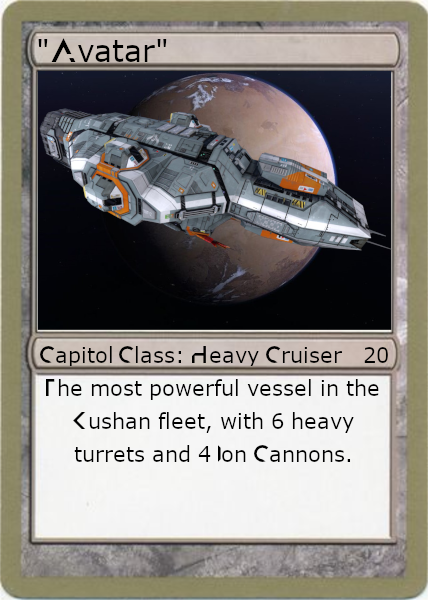 "Avatar"
Capitol Class: Heavy Cruiser 20
The most powerful vessel in the
Kushan fleet, with 6 heavy
turrets and 4 Ion Cannons.